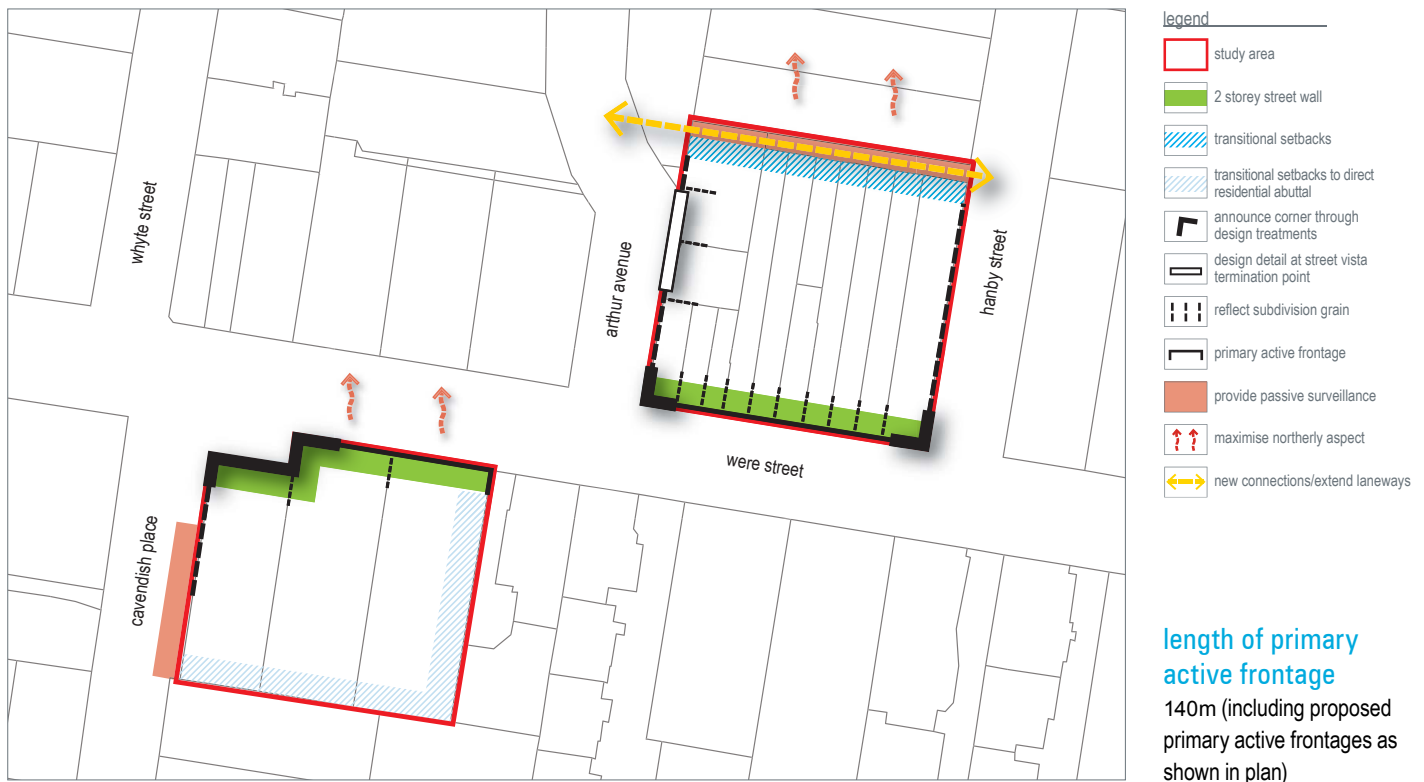 whyte street
arthur avenue
hanby street
were street
cavendish place
legend
study area
2 storey street wall
transitional setbacks
transitional setbacks to direct
residential abuttal
announce corner through
design treatments
design detail at street vista
termination point
reflect subdivision grain
primary active frontage
provide passive surveillance
maximise northerly aspect
new connections/extend laneways
length of primary
active frontage
140m (including proposed
primary active frontages as
shown in plan)